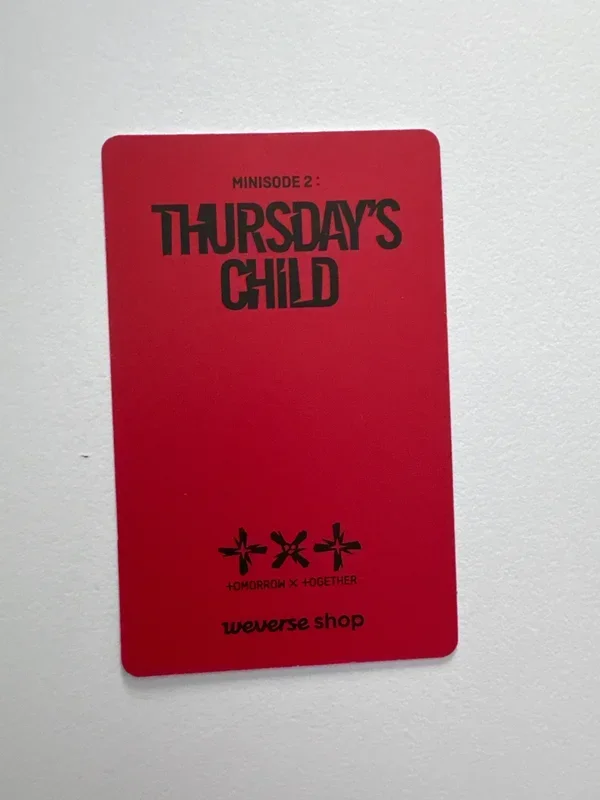 MINISODE 2 :
THURSDAY'S
CHILD
+×+
+OMORROW × +OGETHER
weverse shop